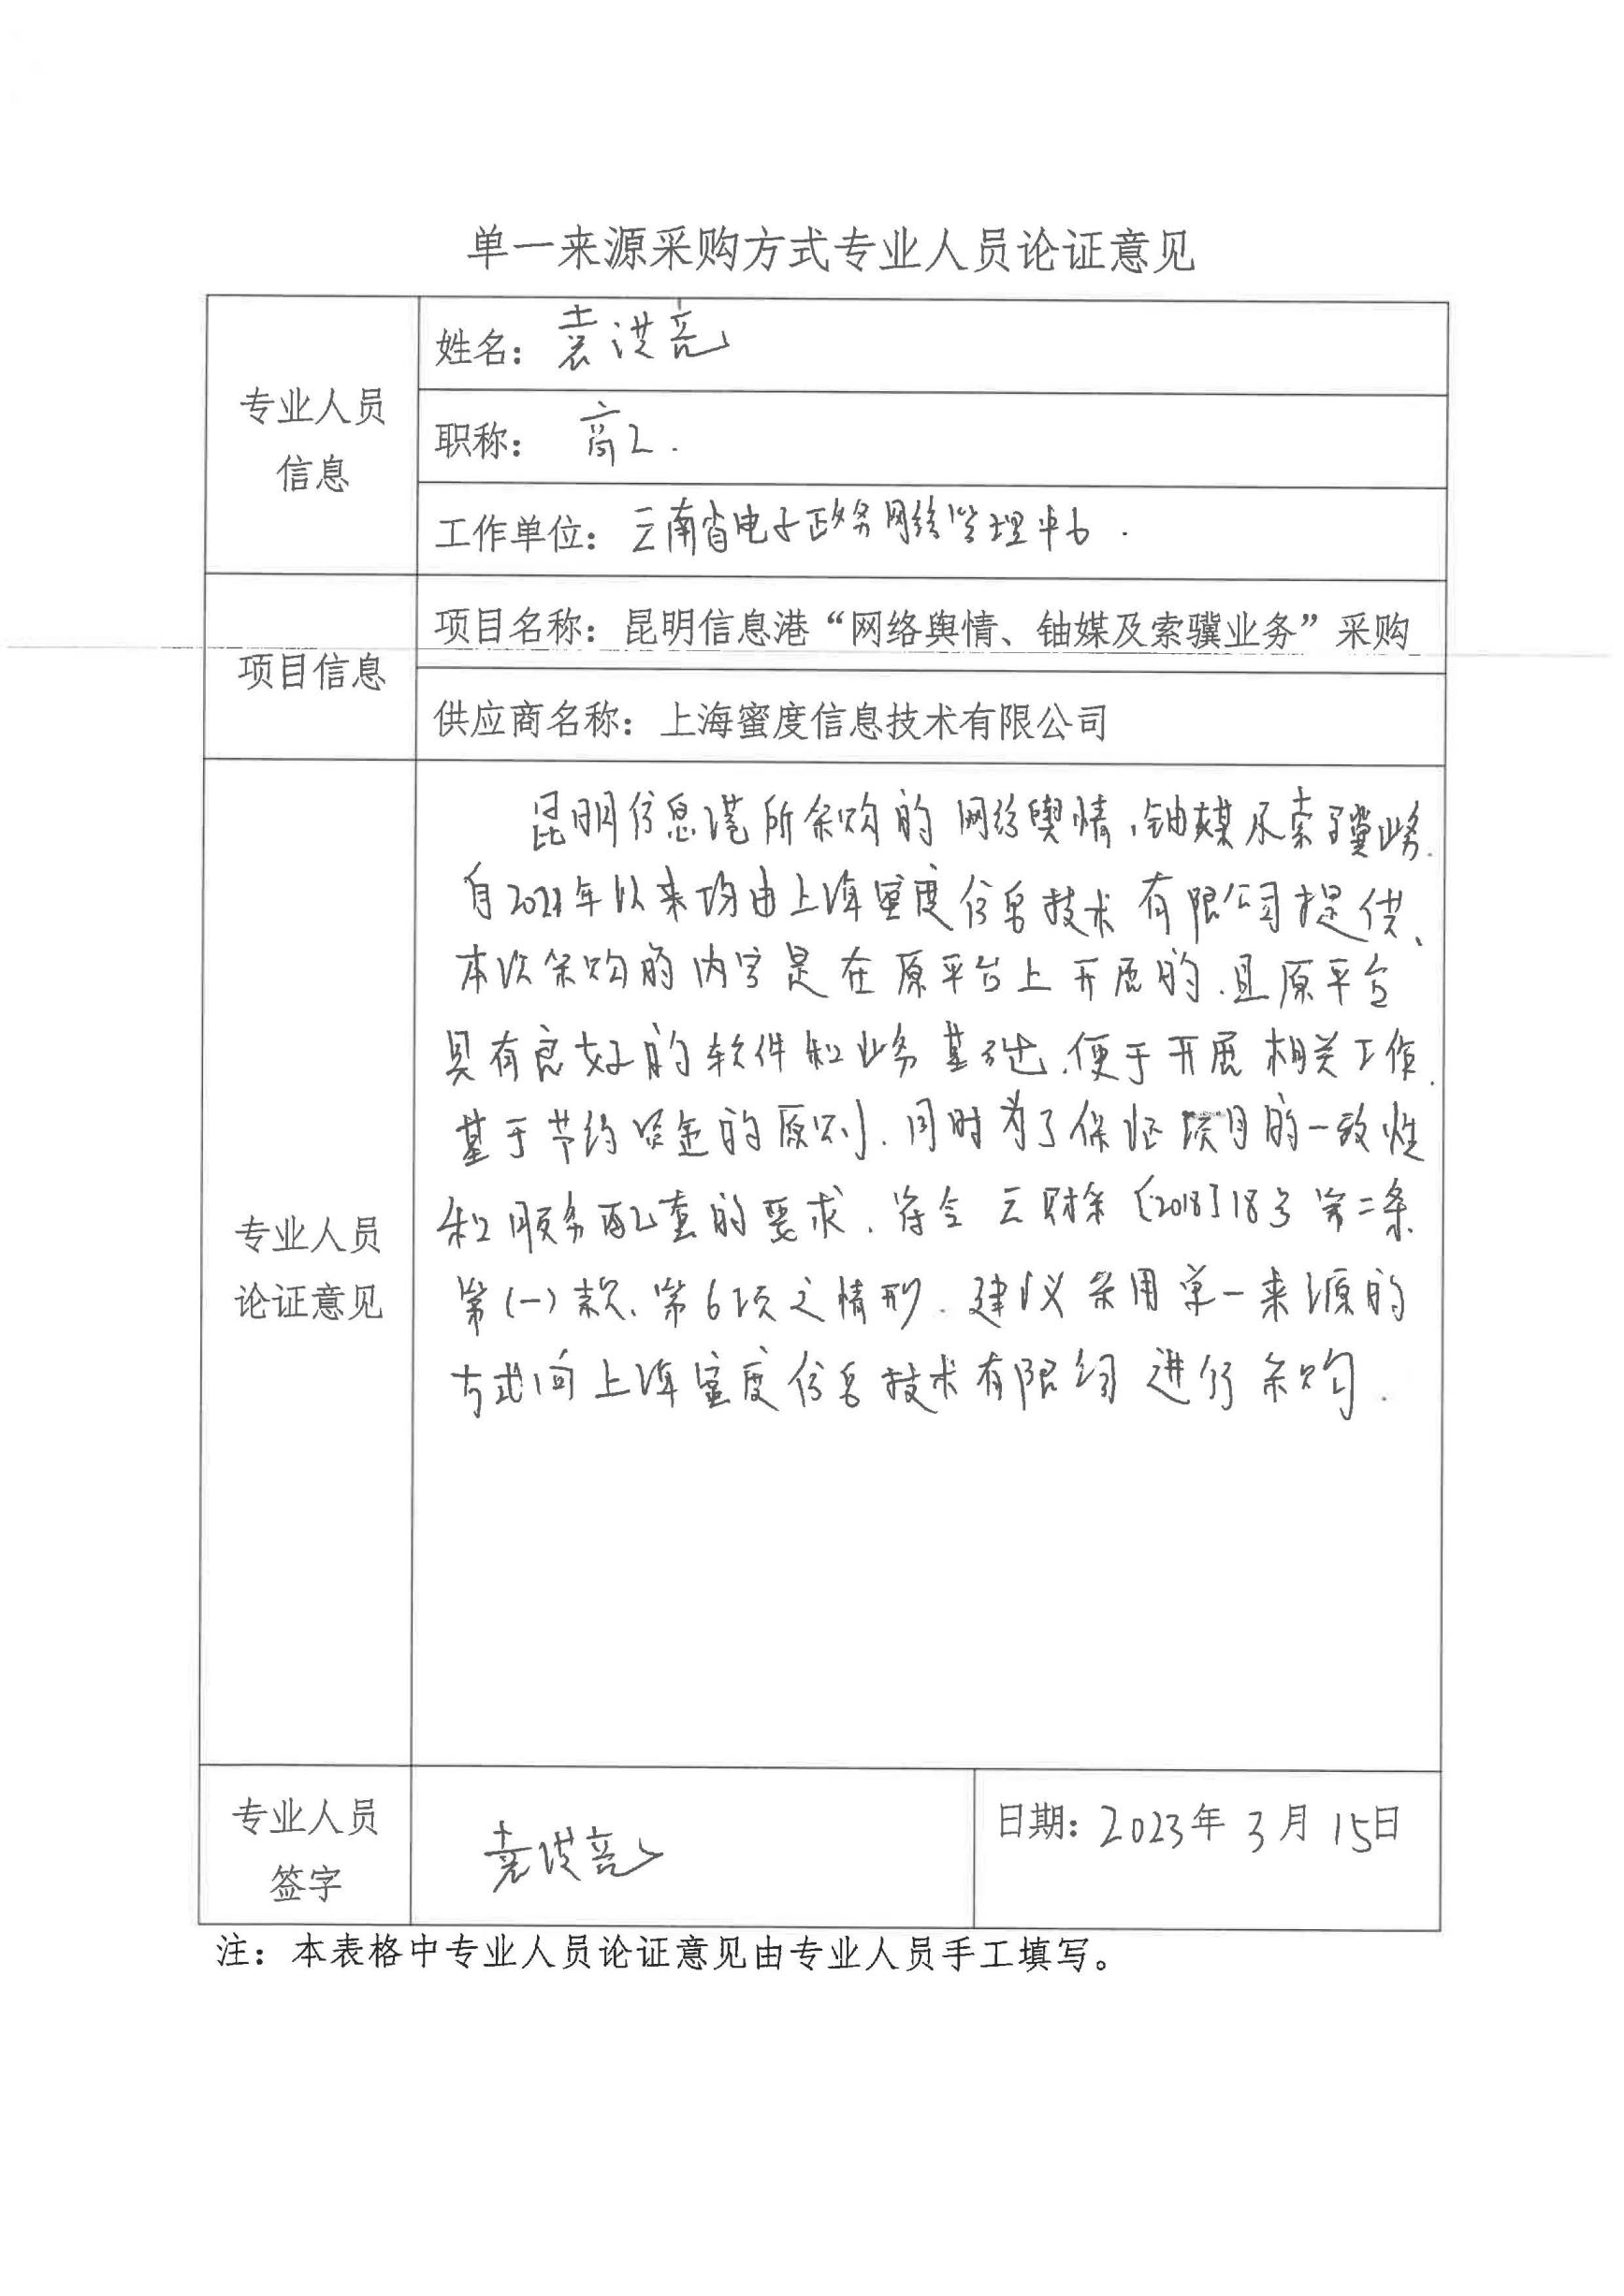 单一来源采购方式专业人员论证意见
专业人员
信息
姓名：袁洪亮
职称：高工.
工作单位：云南省电子政务网络管理中心.
项目信息
项目名称：昆明信息港“网络舆情、铀媒及索骥业务”采购
供应商名称：上海蜜度信息技术有限公司
专业人员
论证意见
昆明信息港所采购的网络舆情,铀媒及索骥业务.
自2021年以来均由上海蜜度信息技术有限公司提供、
本次采购的内容是在原平台上开展的.且原平台
具有良好的软件和业务基础.便于开展相关工作.
基于节约资金的原则.同时为了保证项目的一致性
和服务配套的要求.符合云财采〔2018〕18号第二条
第(一)款、第6项之情形.建议采用单一来源的
方式向上海蜜度信息技术有限公司进行采购.
专业人员
签字
袁洪亮
日期：2023年3月15日
注：本表格中专业人员论证意见由专业人员手工填写。